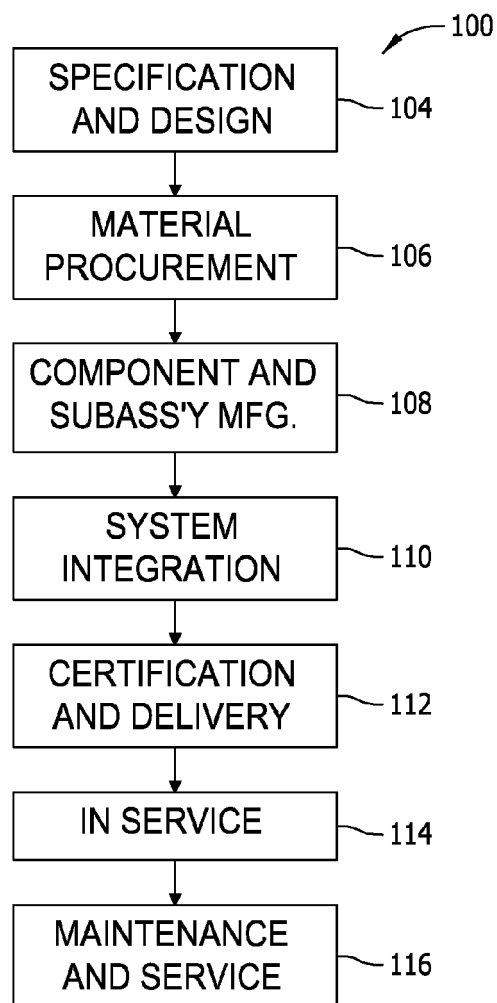 100
SPECIFICATION
AND DESIGN
104
MATERIAL
PROCUREMENT
106
COMPONENT AND
SUBASS'Y MFG.
108
SYSTEM
INTEGRATION
110
CERTIFICATION
AND DELIVERY
112
IN SERVICE
114
MAINTENANCE
AND SERVICE
116